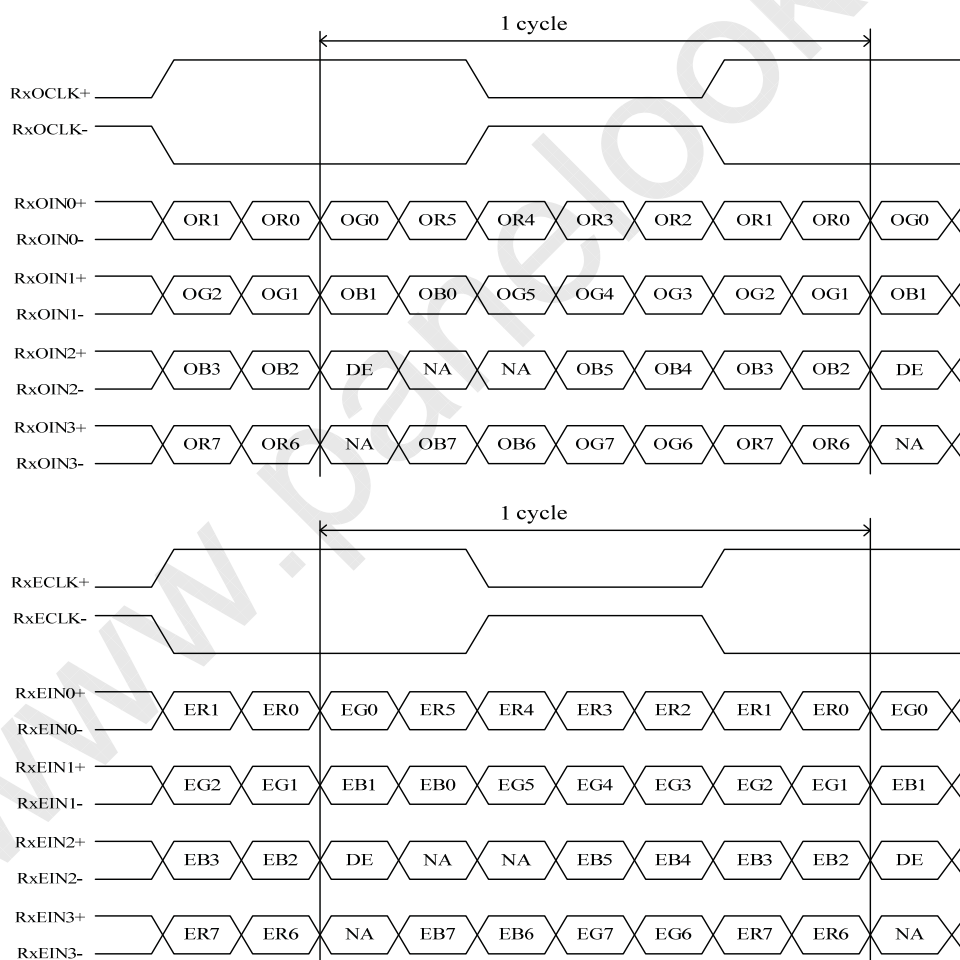 1 cycle
RxOCLK+
RxOCLK-
RxOIN0+
OR1 OR0 OG0 OR5 OR4 OR3 OR2 OR1 OR0 OG0
RxOIN0-
RxOIN1+
OG2 OG1 OB1 OB0 OG5 OG4 OG3 OG2 OG1 OB1
RxOIN1-
RxOIN2+
OB3 OB2 DE NA NA OB5 OB4 OB3 OB2 DE
RxOIN2-
RxOIN3+
OR7 OR6 NA OB7 OB6 OG7 OG6 OR7 OR6 NA
RxOIN3-
1 cycle
RxECLK+
RxECLK-
RxEIN0+
ER1 ER0 EG0 ER5 ER4 ER3 ER2 ER1 ER0 EG0
RxEIN0-
RxEIN1+
EG2 EG1 EB1 EB0 EG5 EG4 EG3 EG2 EG1 EB1
RxEIN1-
RxEIN2+
EB3 EB2 DE NA NA EB5 EB4 EB3 EB2 DE
RxEIN2-
RxEIN3+
ER7 ER6 NA EB7 EB6 EG7 EG6 ER7 ER6 NA
RxEIN3-
www.panelook